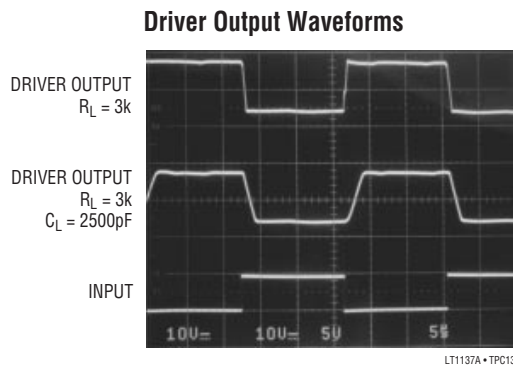 Driver Output Waveforms
DRIVER OUTPUT
RL = 3k
DRIVER OUTPUT
RL = 3k
CL = 2500pF
INPUT
10V= 10V= 5V
LT1137A • TPC13